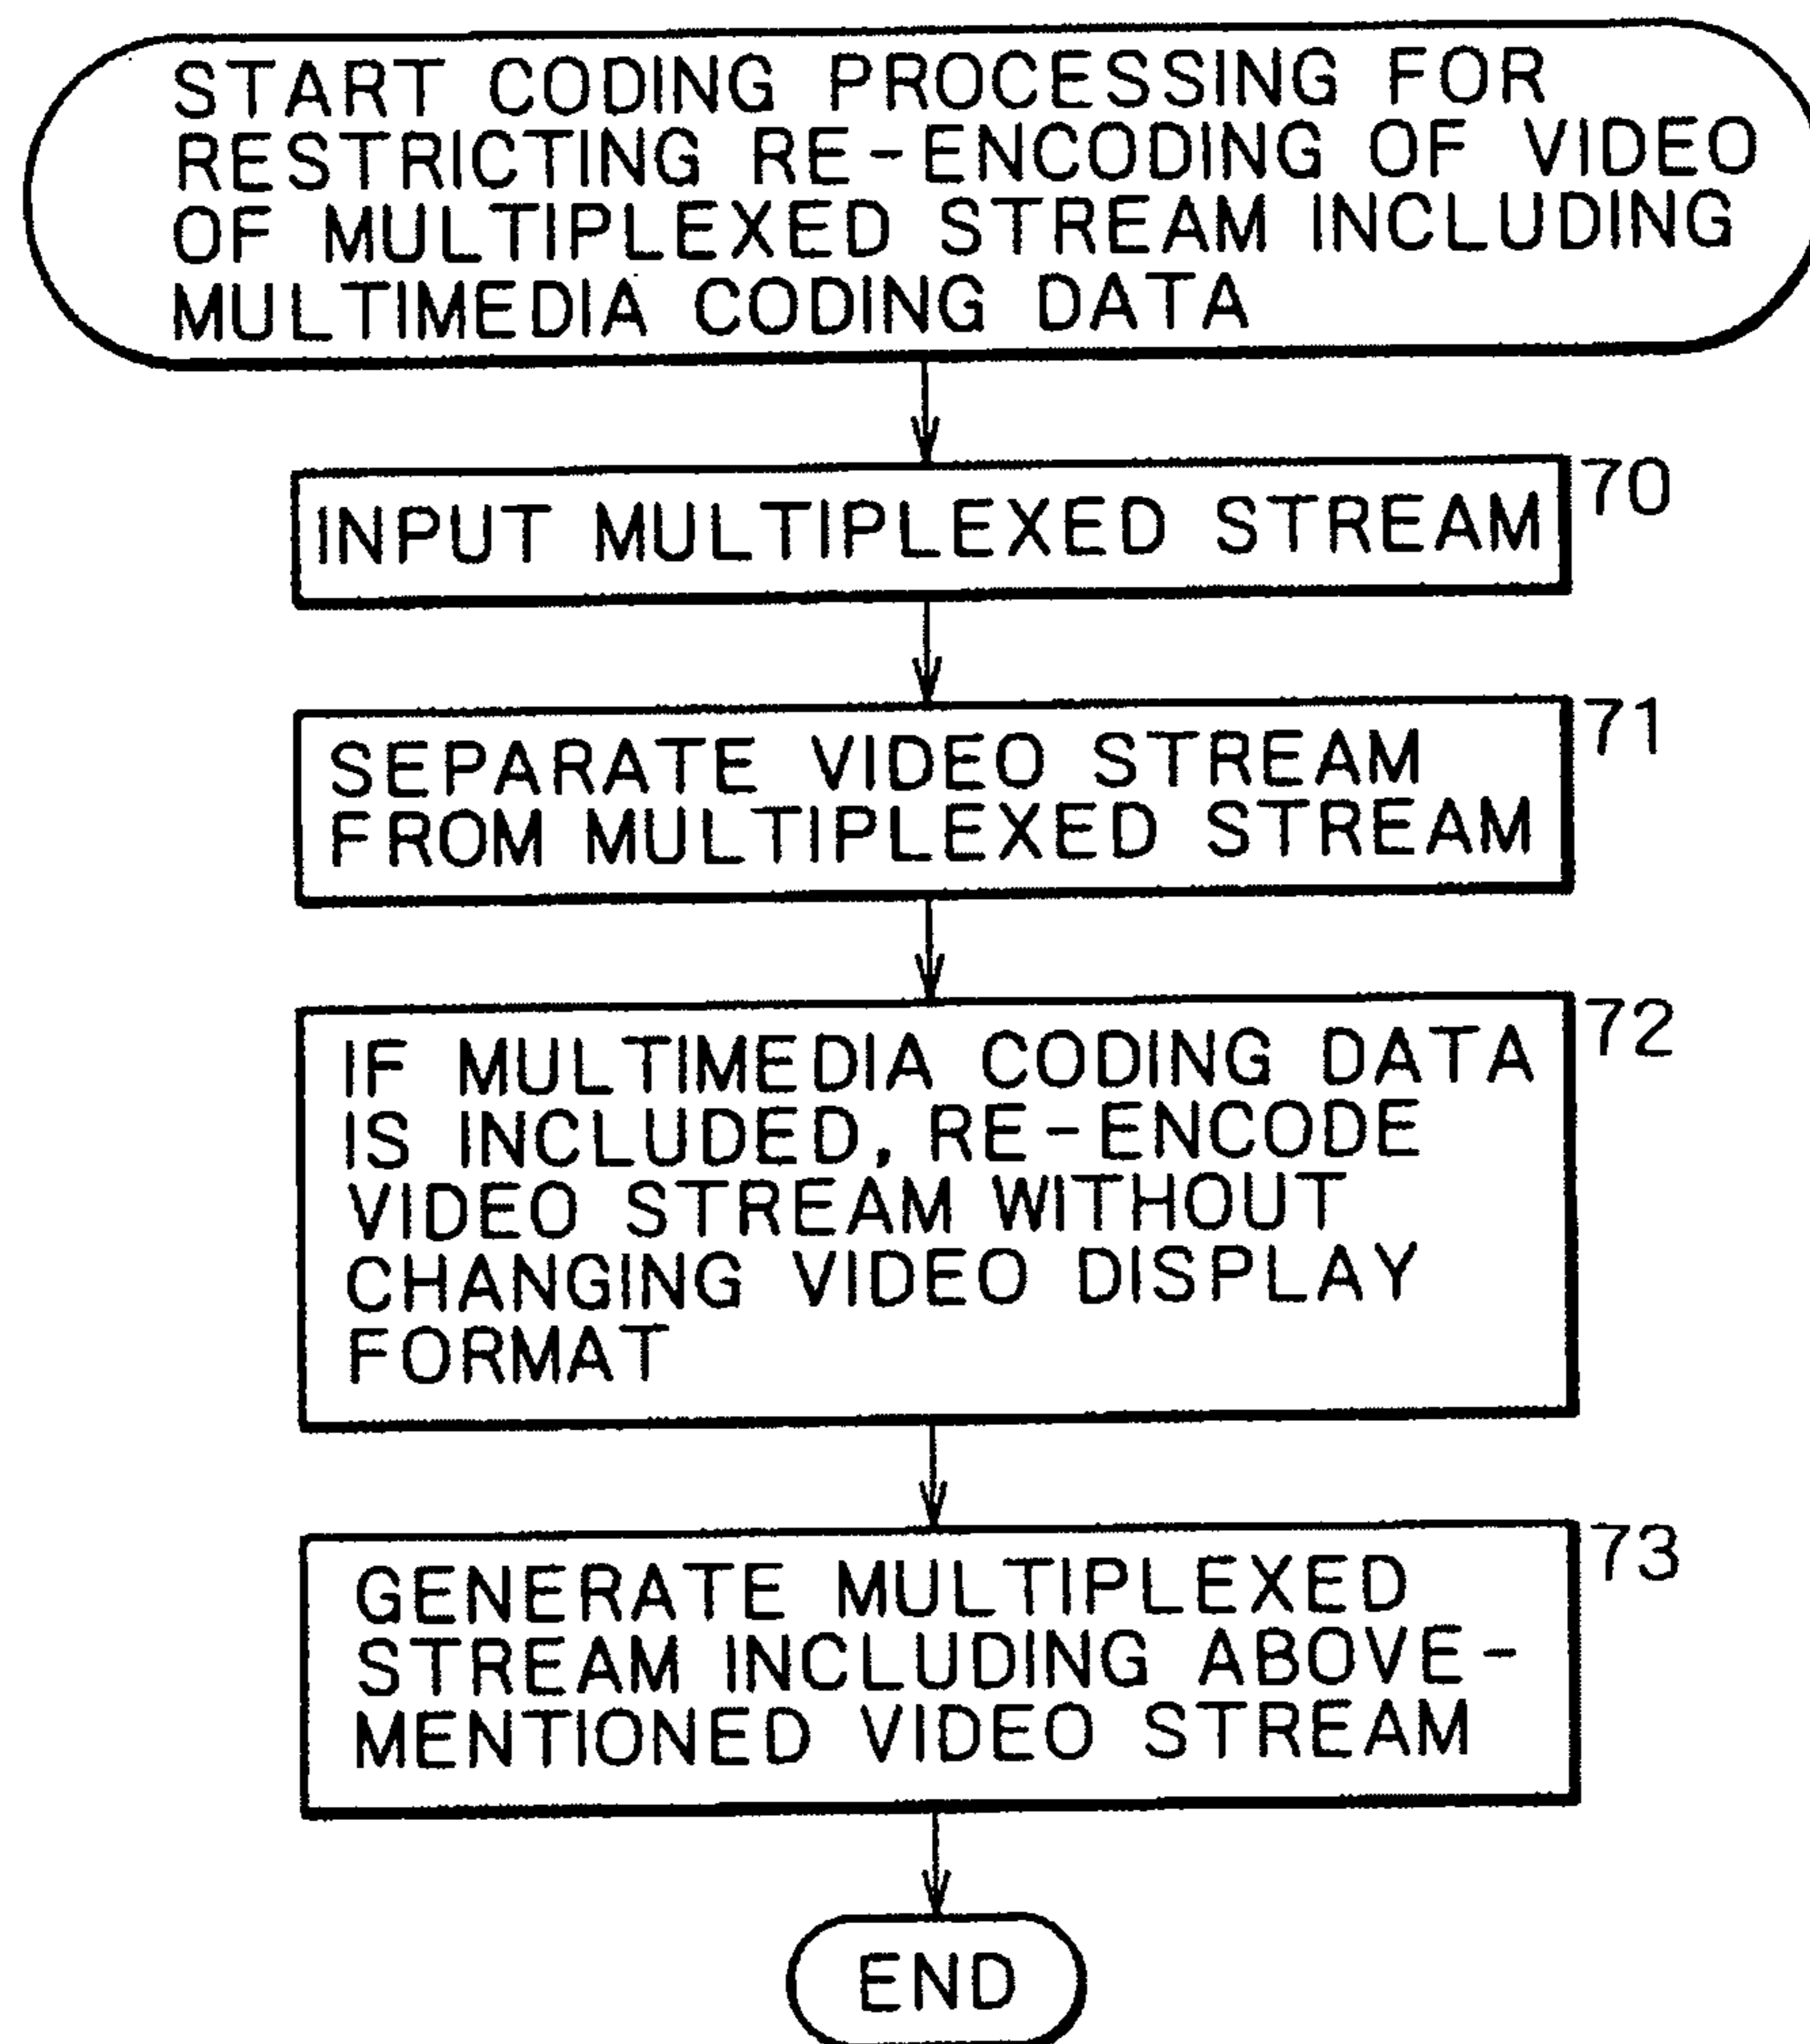 START CODING PROCESSING FOR
RESTRICTING RE-ENCODING OF VIDEO
OF MULTIPLEXED STREAM INCLUDING
MULTIMEDIA CODING DATA
INPUT MULTIPLEXED STREAM
70
SEPARATE VIDEO STREAM
FROM MULTIPLEXED STREAM
71
IF MULTIMEDIA CODING DATA
IS INCLUDED, RE-ENCODE
VIDEO STREAM WITHOUT
CHANGING VIDEO DISPLAY
FORMAT
72
GENERATE MULTIPLEXED
STREAM INCLUDING ABOVE-
MENTIONED VIDEO STREAM
73
END